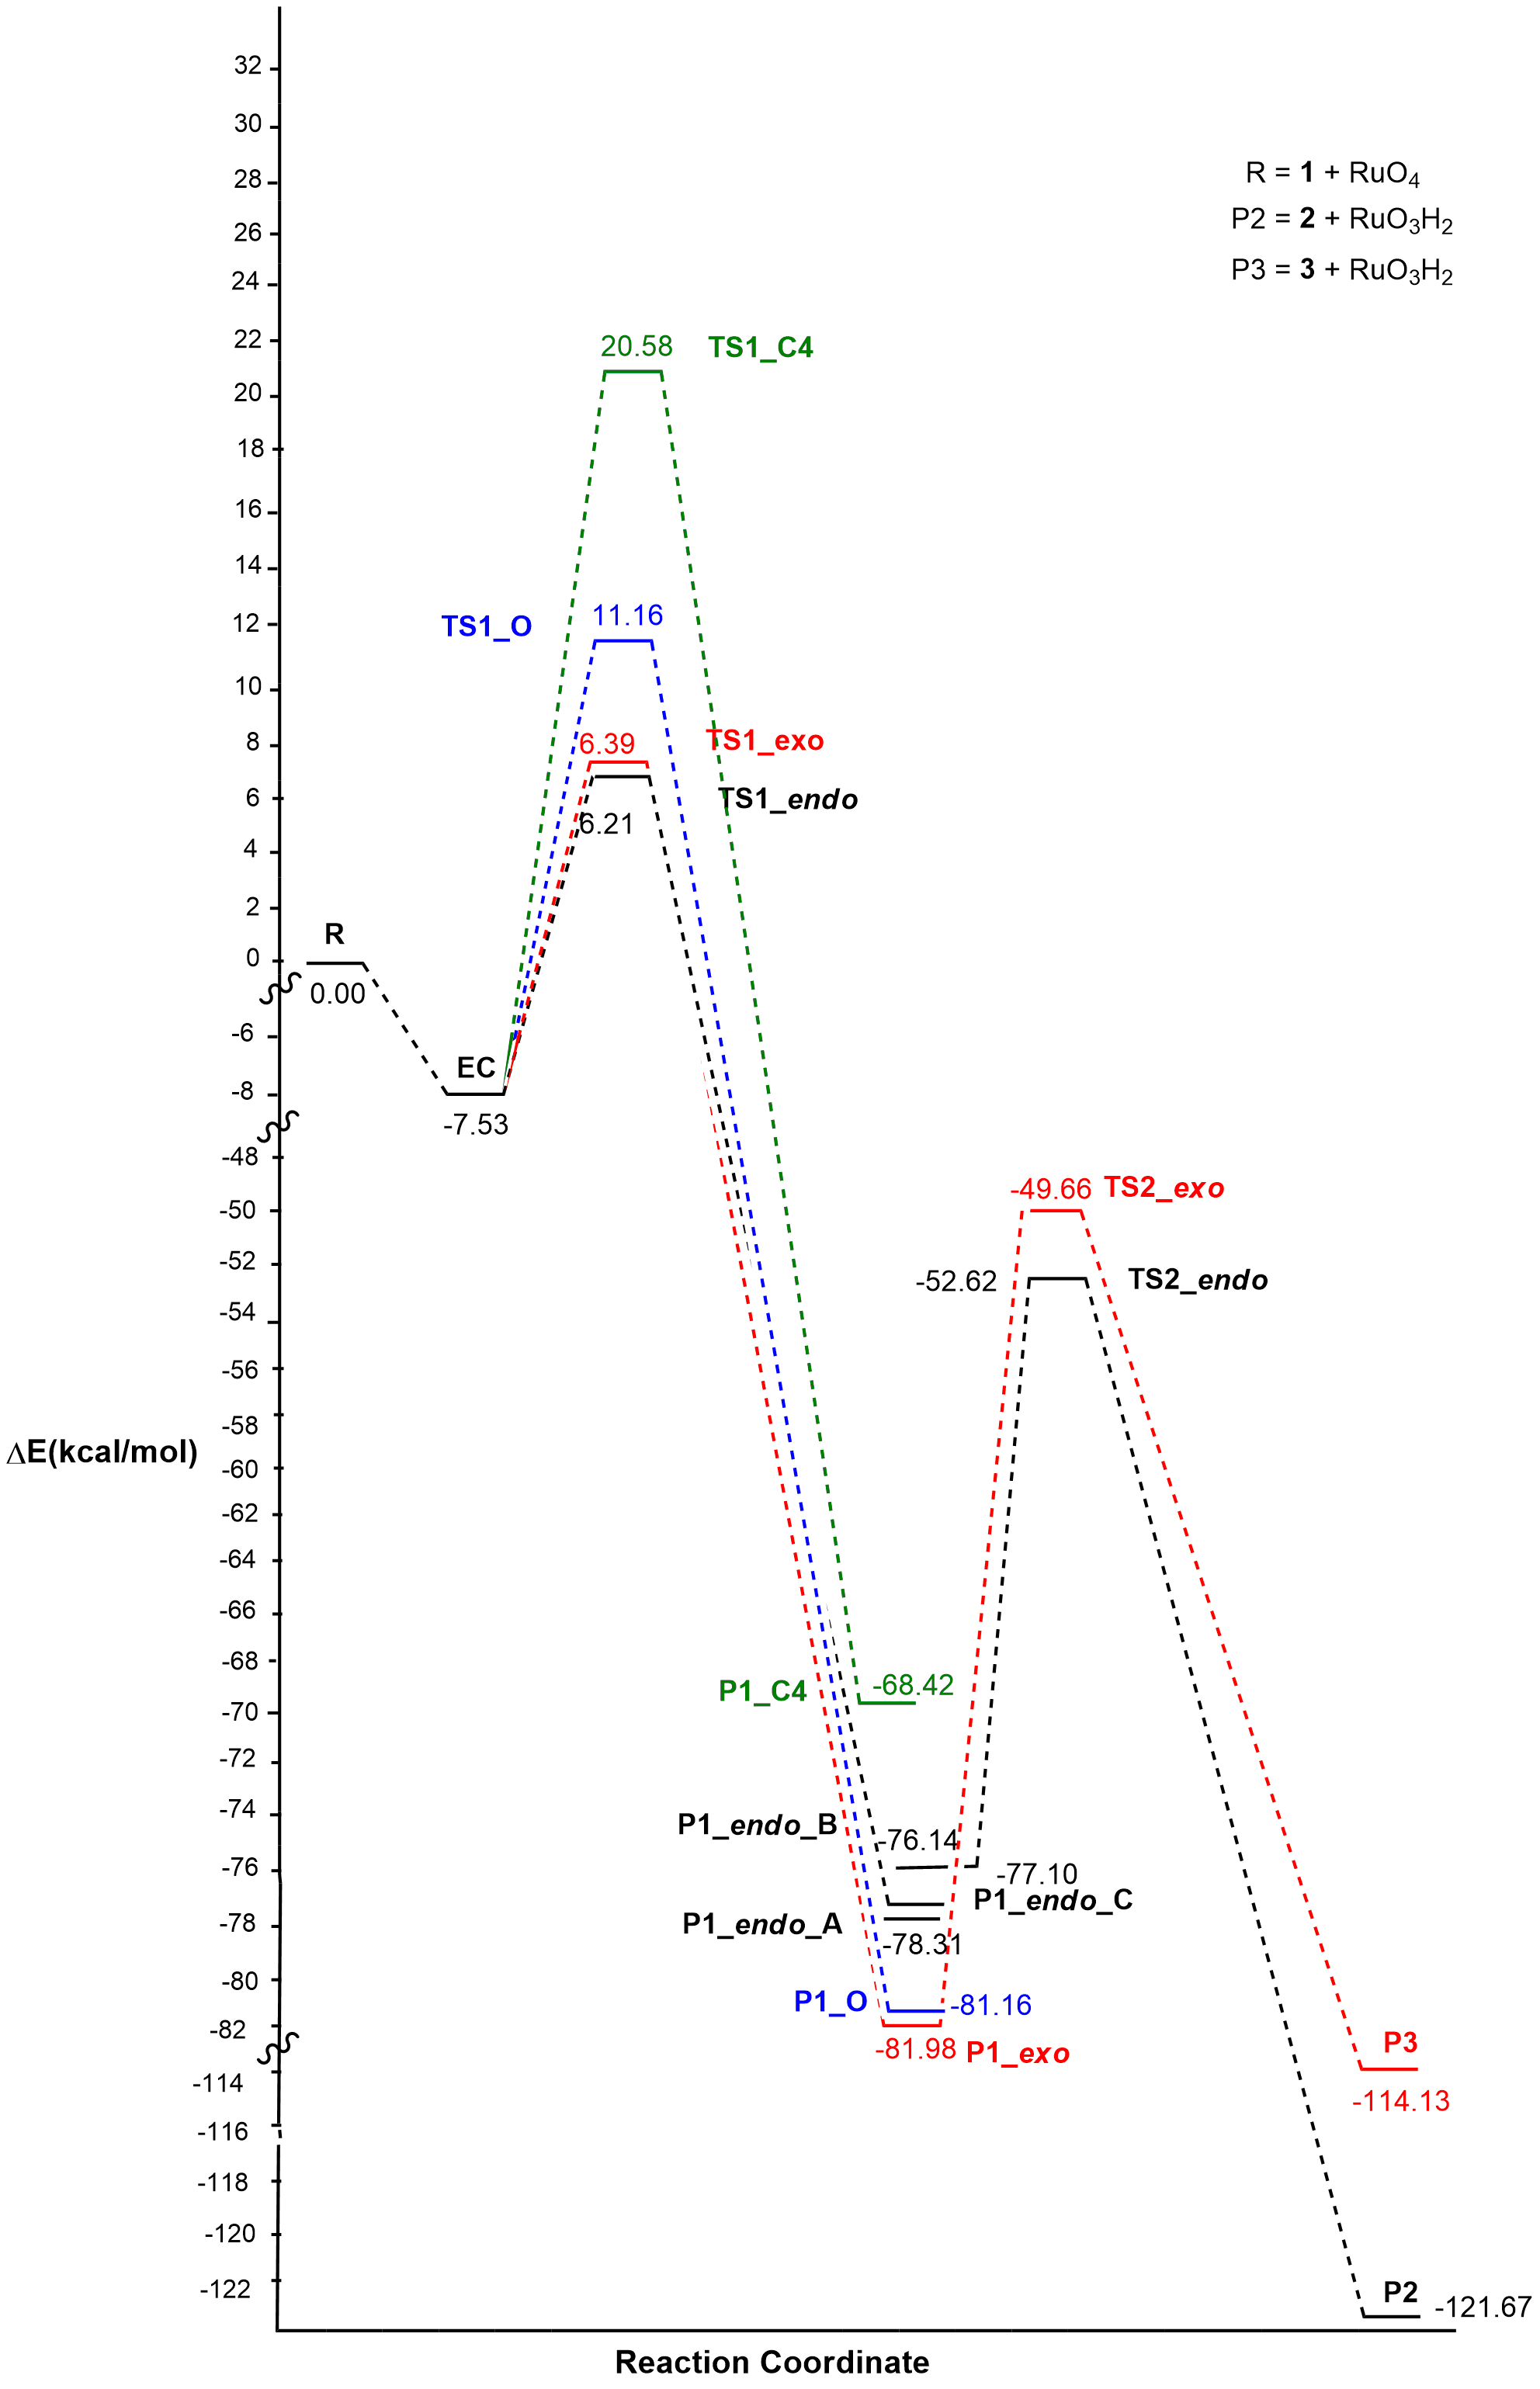 32
30
28
26
24
22
20
18
16
14
12
10
8
6
4
2
0
-6
-8
-48
-50
-52
-54
-56
-58
-60
-62
-64
-66
-68
-70
-72
-74
-76
-78
-80
-82
-114
-116
-118
-120
-122
ΔE(kcal/mol)
Reaction Coordinate
R = 1 + RuO4
P2 = 2 + RuO3H2
P3 = 3 + RuO3H2
20.58 TS1_C4
TS1_O 11.16
6.39 TS1_exo
TS1_endo
6.21
R
0.00
EC
-7.53
-49.66 TS2_exo
-52.62 TS2_endo
P1_C4 -68.42
P1_endo_B -76.14
-77.10
P1_endo_C
P1_endo_A
-78.31
P1_O -81.16
-81.98 P1_exo
P3
-114.13
P2 -121.67